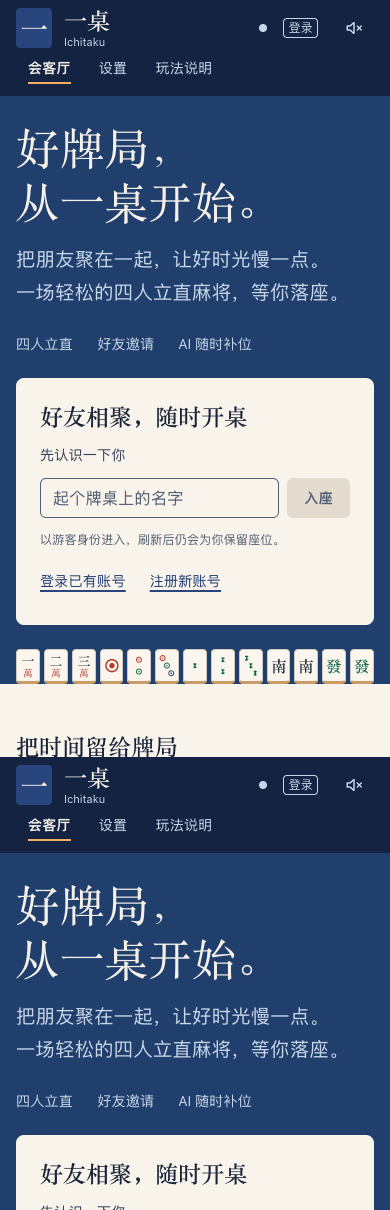 一 一桌
Ichitaku
登录
会客厅 设置 玩法说明
好牌局，
从一桌开始。
把朋友聚在一起，让好时光慢一点。
一场轻松的四人立直麻将，等你落座。
四人立直 好友邀请 AI 随时补位
好友相聚，随时开桌
先认识一下你
起个牌桌上的名字 入座
以游客身份进入，刷新后仍会为你保留座位。
登录已有账号 注册新账号
一萬 二萬 三萬 南 南 發 發
把时间留给牌局
一 一桌
Ichitaku
登录
会客厅 设置 玩法说明
好牌局，
从一桌开始。
把朋友聚在一起，让好时光慢一点。
一场轻松的四人立直麻将，等你落座。
四人立直 好友邀请 AI 随时补位
好友相聚，随时开桌
先认识一下你